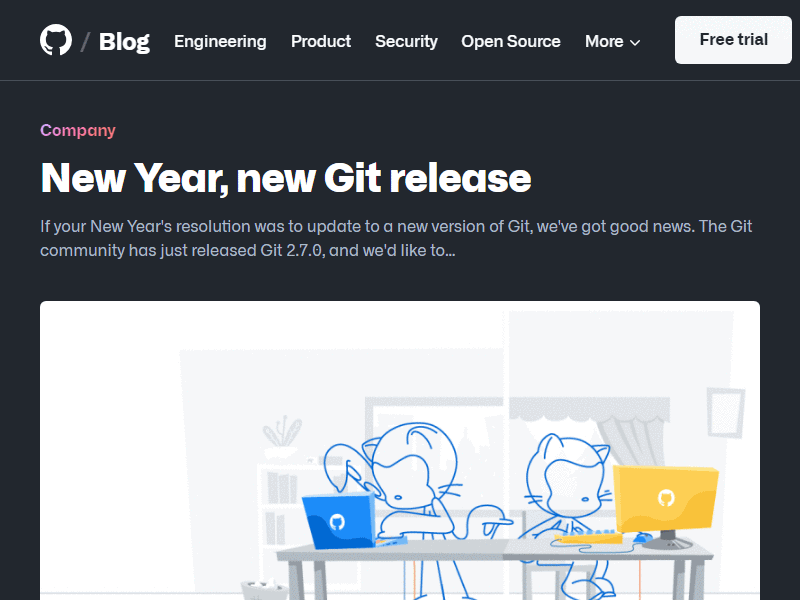 / Blog Engineering Product Security Open Source More Free trial
Company
New Year, new Git release
If your New Year's resolution was to update to a new version of Git, we've got good news. The Git
community has just released Git 2.7.0, and we'd like to…